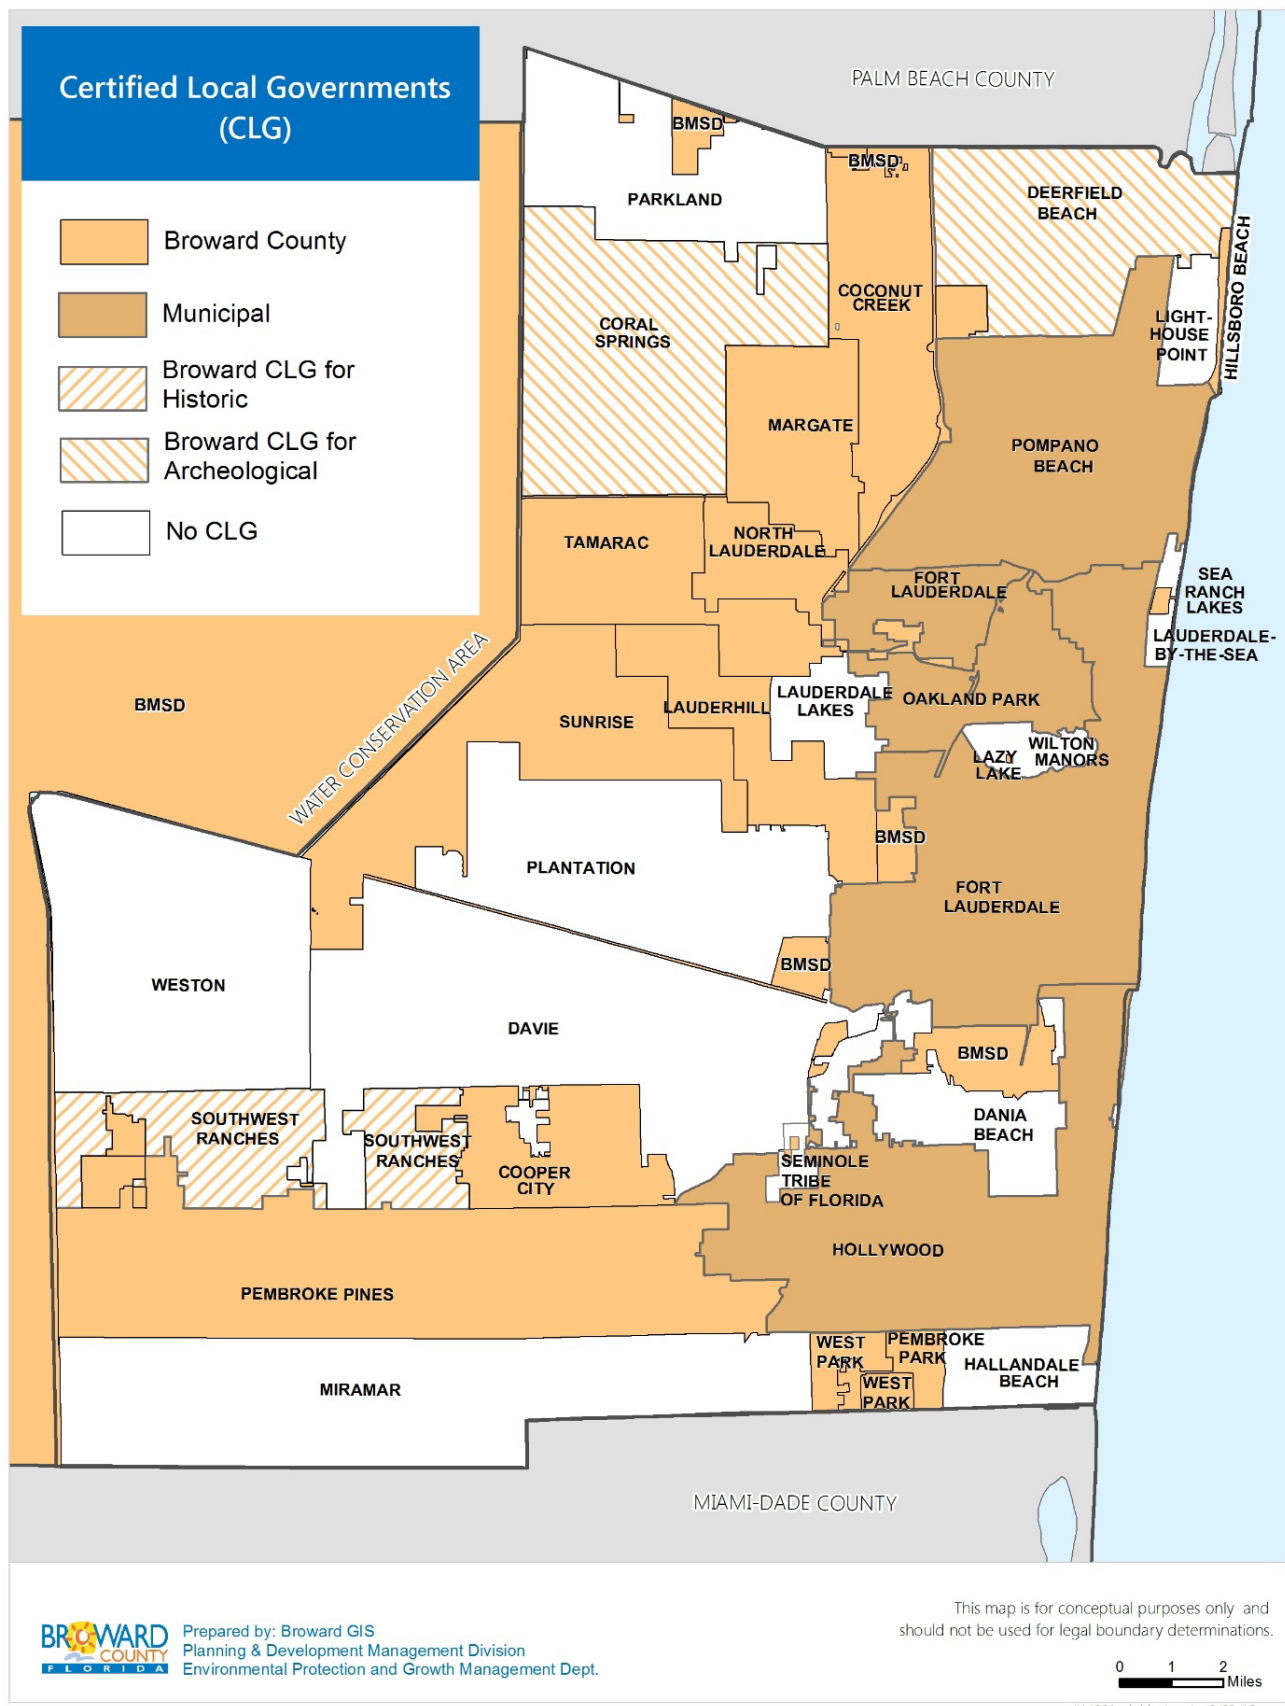 Certified Local Governments
(CLG)
Broward County
Municipal
Broward CLG for
Historic
Broward CLG for
Archeological
No CLG
PALM BEACH COUNTY
BMSD
PARKLAND
BMSD
DEERFIELD
BEACH
HILLSBORO BEACH
COCONUT
CREEK
LIGHT-
HOUSE
POINT
CORAL
SPRINGS
MARGATE
POMPANO
BEACH
TAMARAC
NORTH
LAUDERDALE
FORT
LAUDERDALE
SEA
RANCH
LAKES
LAUDERDALE-
BY-THE-SEA
WATER CONSERVATION AREA
BMSD
SUNRISE
LAUDERHILL
LAUDERDALE
LAKES
OAKLAND PARK
WILTON
MANORS
LAZY
LAKE
BMSD
PLANTATION
FORT
LAUDERDALE
BMSD
WESTON
DAVIE
BMSD
DANIA
BEACH
SOUTHWEST
RANCHES
SOUTHWEST
RANCHES
COOPER
CITY
SEMINOLE
TRIBE
OF FLORIDA
HOLLYWOOD
PEMBROKE PINES
WEST
PARK
PEMBROKE
PARK
HALLANDALE
BEACH
WEST
PARK
MIRAMAR
MIAMI-DADE COUNTY
BROWARD
COUNTY
FLORIDA
Prepared by: Broward GIS
Planning & Development Management Division
Environmental Protection and Growth Management Dept.
This map is for conceptual purposes only and
should not be used for legal boundary determinations.
0 1 2
Miles